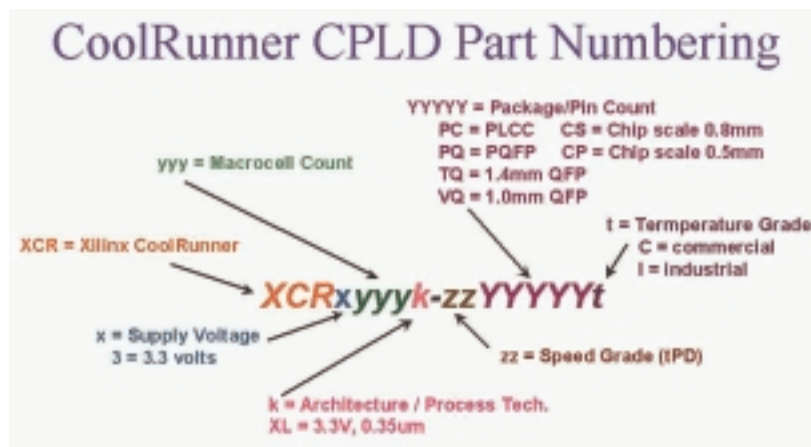 CoolRunner CPLD Part Numbering
YYYYY = Package/Pin Count
PC = PLCC CS = Chip scale 0.8mm
PQ = PQFP CP = Chip scale 0.5mm
TQ = 1.4mm QFP
VQ = 1.0mm QFP
yyy = Macrocell Count
t = Termperature Grade
C = commercial
I = Industrial
XCR = Xilinx CoolRunner
XCRxyyyk-zzYYYYYt
x = Supply Voltage
3 = 3.3 volts
zz = Speed Grade (tPD)
k = Architecture / Process Tech.
XL = 3.3V, 0.35um